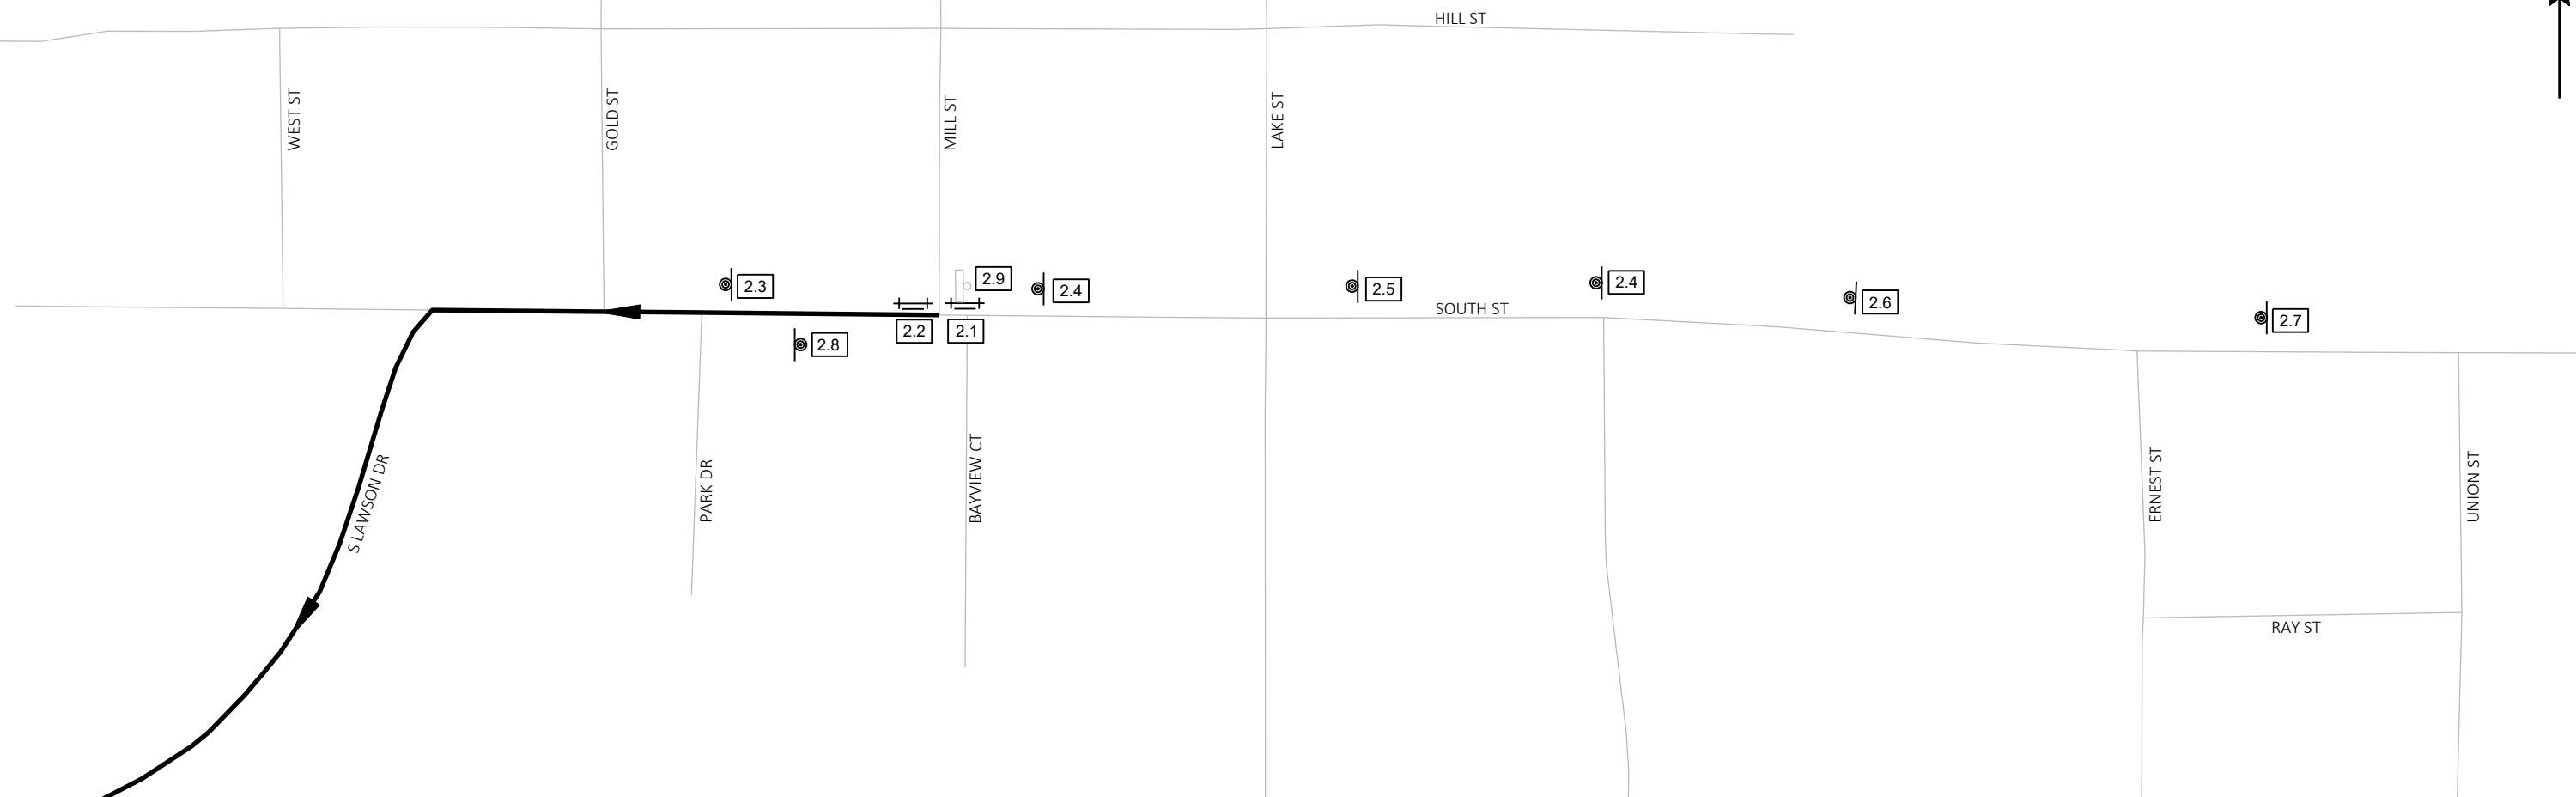 HILL ST
WEST ST
GOLD ST
MILL ST
LAKE ST
2.9
2.3
2.4
2.5
2.4
2.6
2.7
SOUTH ST
2.2
2.1
2.8
S LAWSON DR
PARK DR
BAYVIEW CT
ERNEST ST
UNION ST
RAY ST